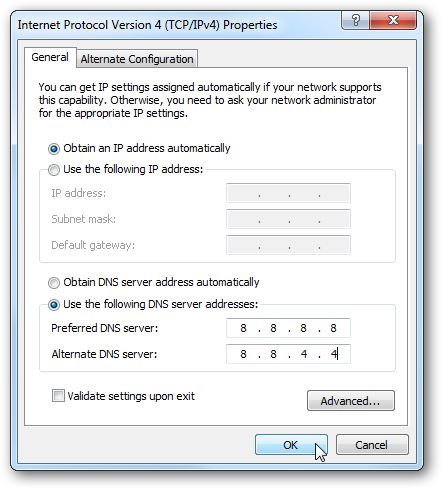 Internet Protocol Version 4 (TCP/IPv4) Properties
General
Alternate Configuration
You can get IP settings assigned automatically if your network supports
this capability. Otherwise, you need to ask your network administrator
for the appropriate IP settings.
Obtain an IP address automatically
Use the following IP address:
IP address: . . .
Subnet mask: . . .
Default gateway: . . .
Obtain DNS server address automatically
Use the following DNS server addresses:
Preferred DNS server: 8 . 8 . 8 . 8
Alternate DNS server: 8 . 8 . 4 . 4
Validate settings upon exit
Advanced...
OK
Cancel